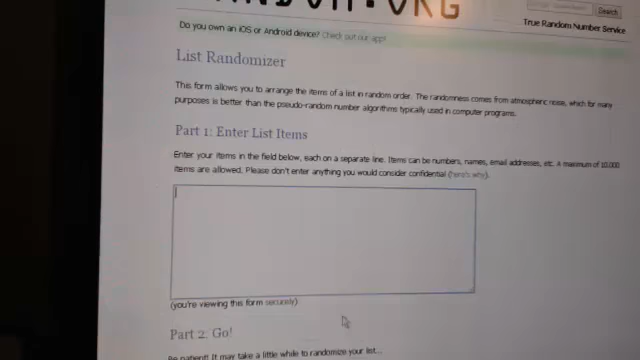 RANDOM.ORG
Search
True Random Number Service
Do you own an iOS or Android device? Check out our app!
List Randomizer
This form allows you to arrange the items of a list in random order. The randomness comes from atmospheric noise, which for many
purposes is better than the pseudo-random number algorithms typically used in computer programs.
Part 1: Enter List Items
Enter your items in the field below, each on a separate line. Items can be numbers, names, email addresses, etc. A maximum of 10,000
items are allowed. Please don't enter anything you would consider confidential (here's why).
(you're viewing this form securely)
Part 2: Go!
Be patient! It may take a little while to randomize your list...